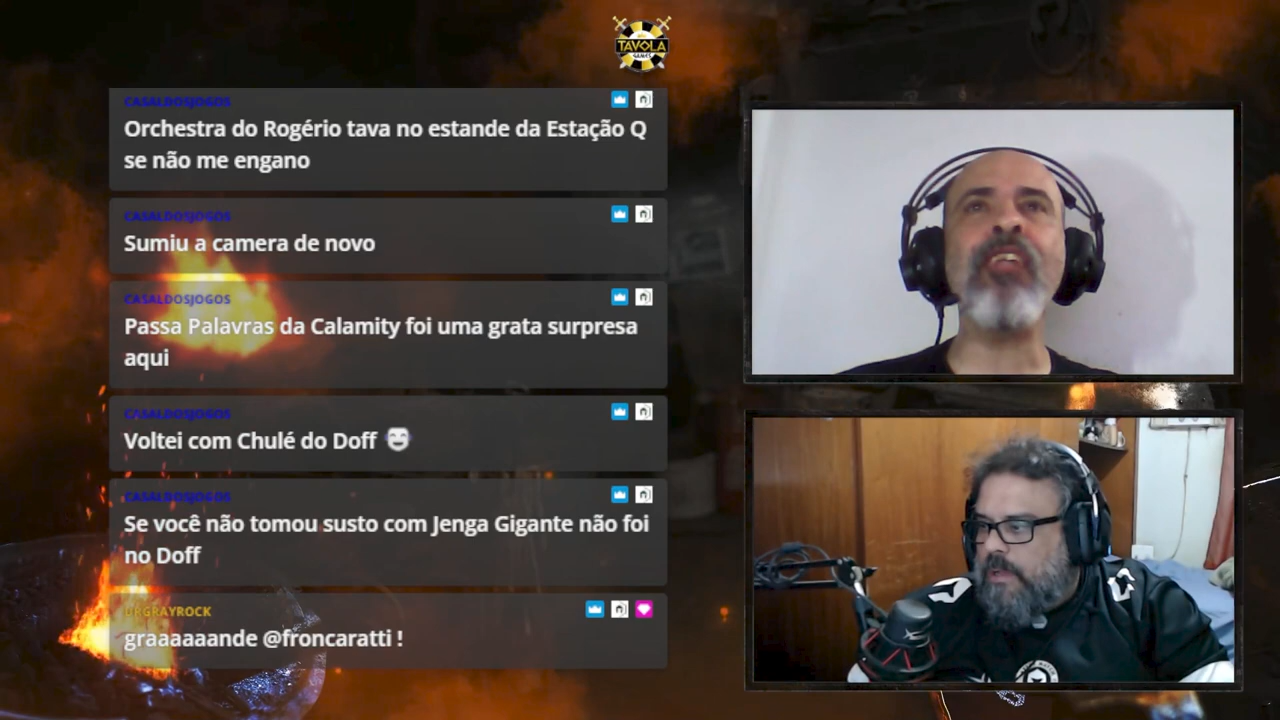 TAVOLA
GAMES
CASALDOSJOGOS
Orchestra do Rogério tava no estande da Estação Q
se não me engano
CASALDOSJOGOS
Sumiu a camera de novo
CASALDOSJOGOS
Passa Palavras da Calamity foi uma grata surpresa
aqui
CASALDOSJOGOS
Voltei com Chulé do Doff
CASALDOSJOGOS
Se você não tomou susto com Jenga Gigante não foi
no Doff
GRGRAYROCK
graaaaaande @froncaratti !